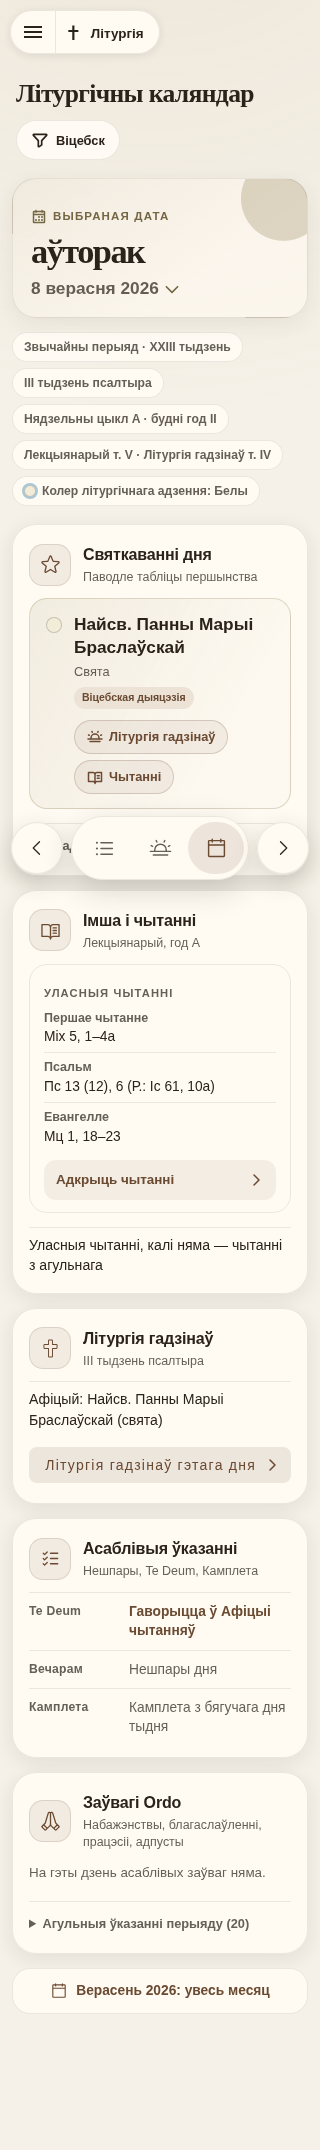 Літургія
Літургічны каляндар
Віцебск
ВЫБРАНАЯ ДАТА
аўторак
8 верасня 2026
Звычайны перыяд · XXIII тыдзень
III тыдзень псалтыра
Нядзельны цыкл A · будні год II
Лекцыянарый т. V · Літургія гадзінаў т. IV
Колер літургічнага адзення: Белы
Святкаванні дня
Паводле табліцы першынства
Найсв. Панны Марыі
Браслаўскай
Свята
Віцебская дыяцэзія
Літургія гадзінаў
Чытанні
Імша і чытанні
Лекцыянарый, год A
УЛАСНЫЯ ЧЫТАННІ
Першае чытанне
Міх 5, 1–4a
Псальм
Пс 13 (12), 6 (Р.: Іс 61, 10a)
Евангелле
Мц 1, 18–23
Адкрыць чытанні
Уласныя чытанні, калі няма — чытанні
з агульнага
Літургія гадзінаў
III тыдзень псалтыра
Афіцый: Найсв. Панны Марыі
Браслаўскай (свята)
Літургія гадзінаў гэтага дня
Асаблівыя ўказанні
Нешпары, Te Deum, Камплета
Te Deum
Гаворыцца ў Афіцыі
чытанняў
Вечарам
Нешпары дня
Камплета
Камплета з бягучага дня
тыдня
Заўвагі Ordo
Набажэнствы, благаслаўленні,
працэсіі, адпусты
На гэты дзень асаблівых заўваг няма.
Агульныя ўказанні перыяду (20)
Верасень 2026: увесь месяц